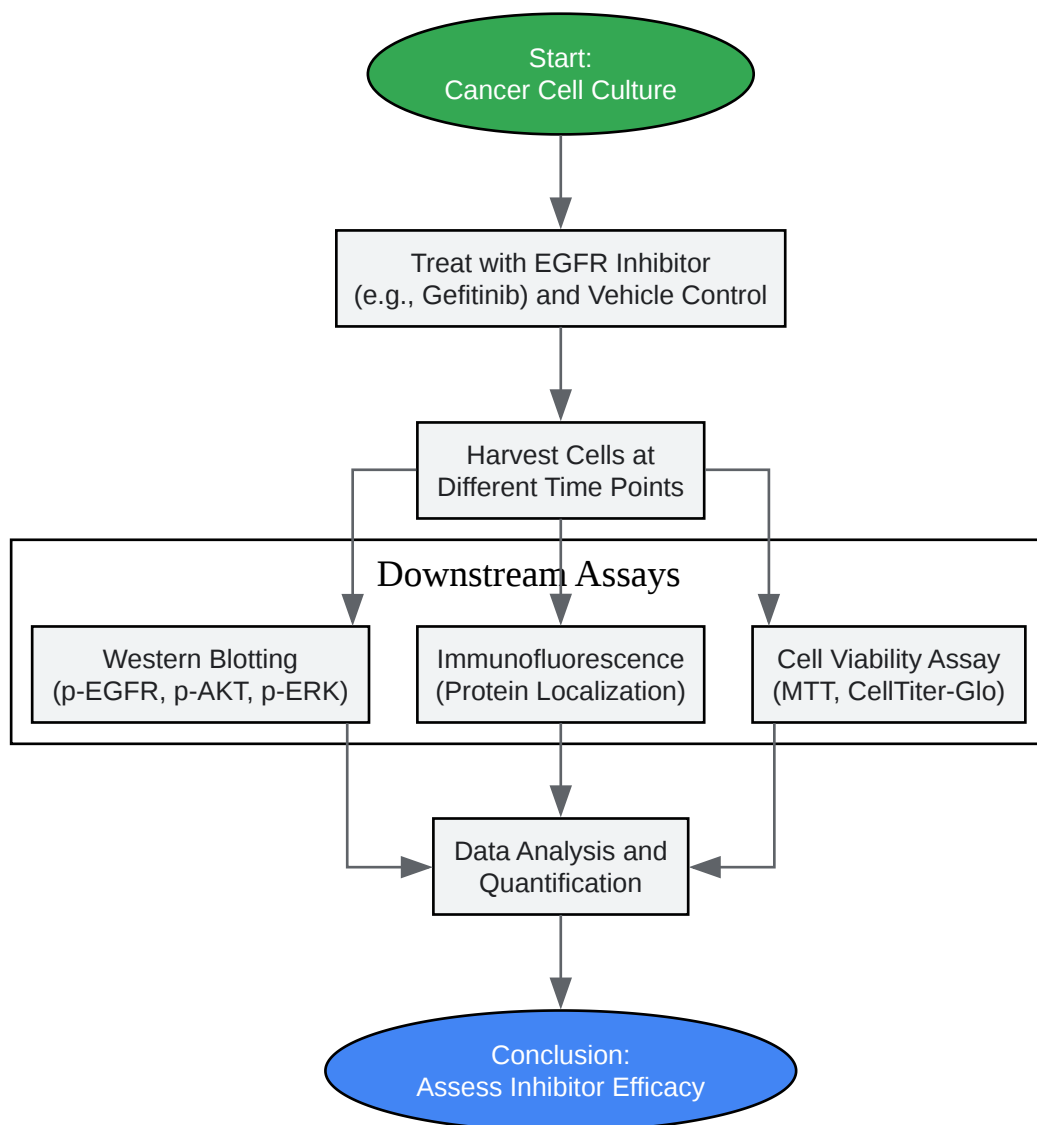 Start:
Cancer Cell Culture
Treat with EGFR Inhibitor
(e.g., Gefitinib) and Vehicle Control
Harvest Cells at
Different Time Points
Downstream Assays
Western Blotting
(p-EGFR, p-AKT, p-ERK)
Immunofluorescence
(Protein Localization)
Cell Viability Assay
(MTT, CellTiter-Glo)
Data Analysis and
Quantification
Conclusion:
Assess Inhibitor Efficacy